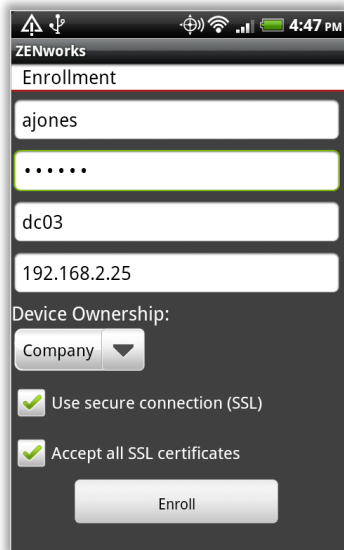 4:47 PM
ZENworks
Enrollment
ajones
••••••
dc03
192.168.2.25
Device Ownership:
Company
Use secure connection (SSL)
Accept all SSL certificates
Enroll